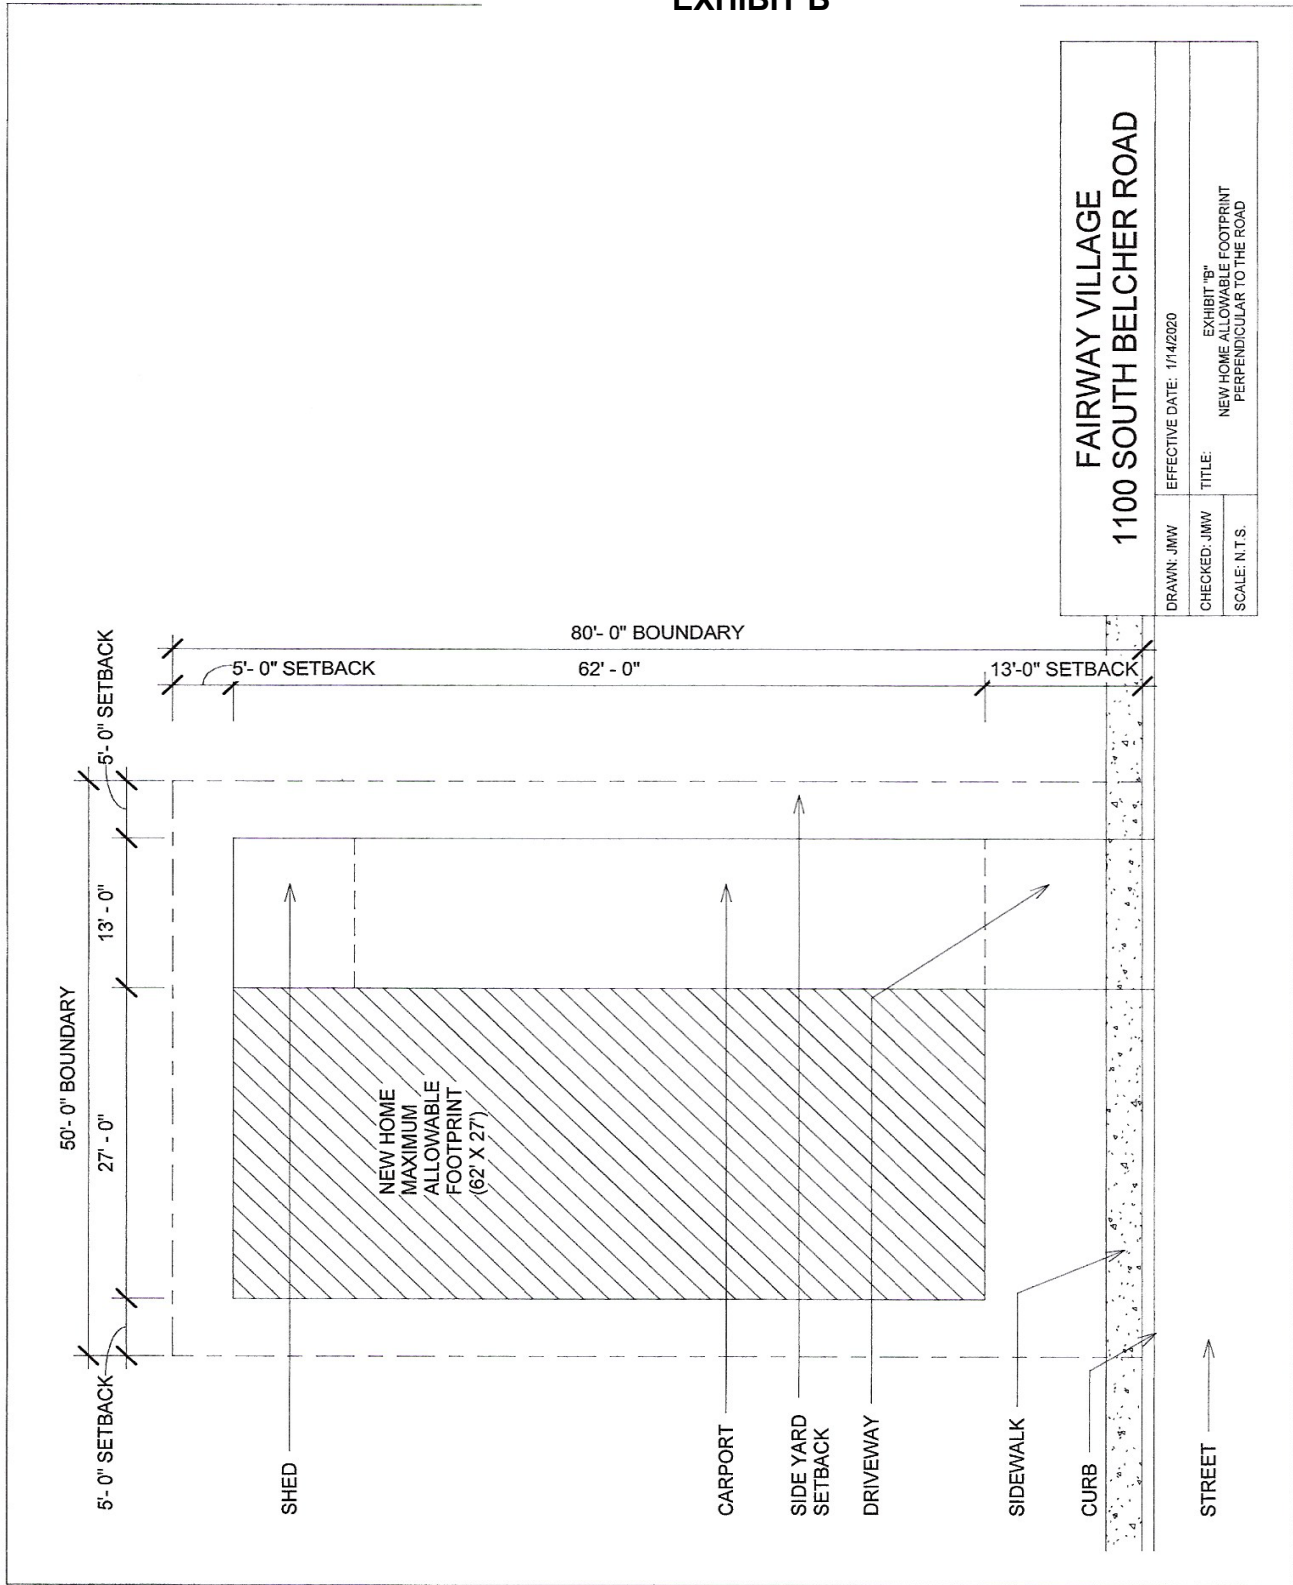 EXHIBIT B
FAIRWAY VILLAGE
1100 SOUTH BELCHER ROAD
DRAWN: JMW
EFFECTIVE DATE: 1/14/2020
CHECKED: JMW
TITLE:
EXHIBIT "B"
NEW HOME ALLOWABLE FOOTPRINT
PERPENDICULAR TO THE ROAD
SCALE: N.T.S.
80'- 0" BOUNDARY
5'- 0" SETBACK
62' - 0"
13'-0" SETBACK
50'- 0" BOUNDARY
5'- 0" SETBACK
27' - 0"
13' - 0"
5'- 0" SETBACK
NEW HOME
MAXIMUM
ALLOWABLE
FOOTPRINT
(62' X 27')
SHED
CARPORT
SIDE YARD
SETBACK
DRIVEWAY
SIDEWALK
CURB
STREET